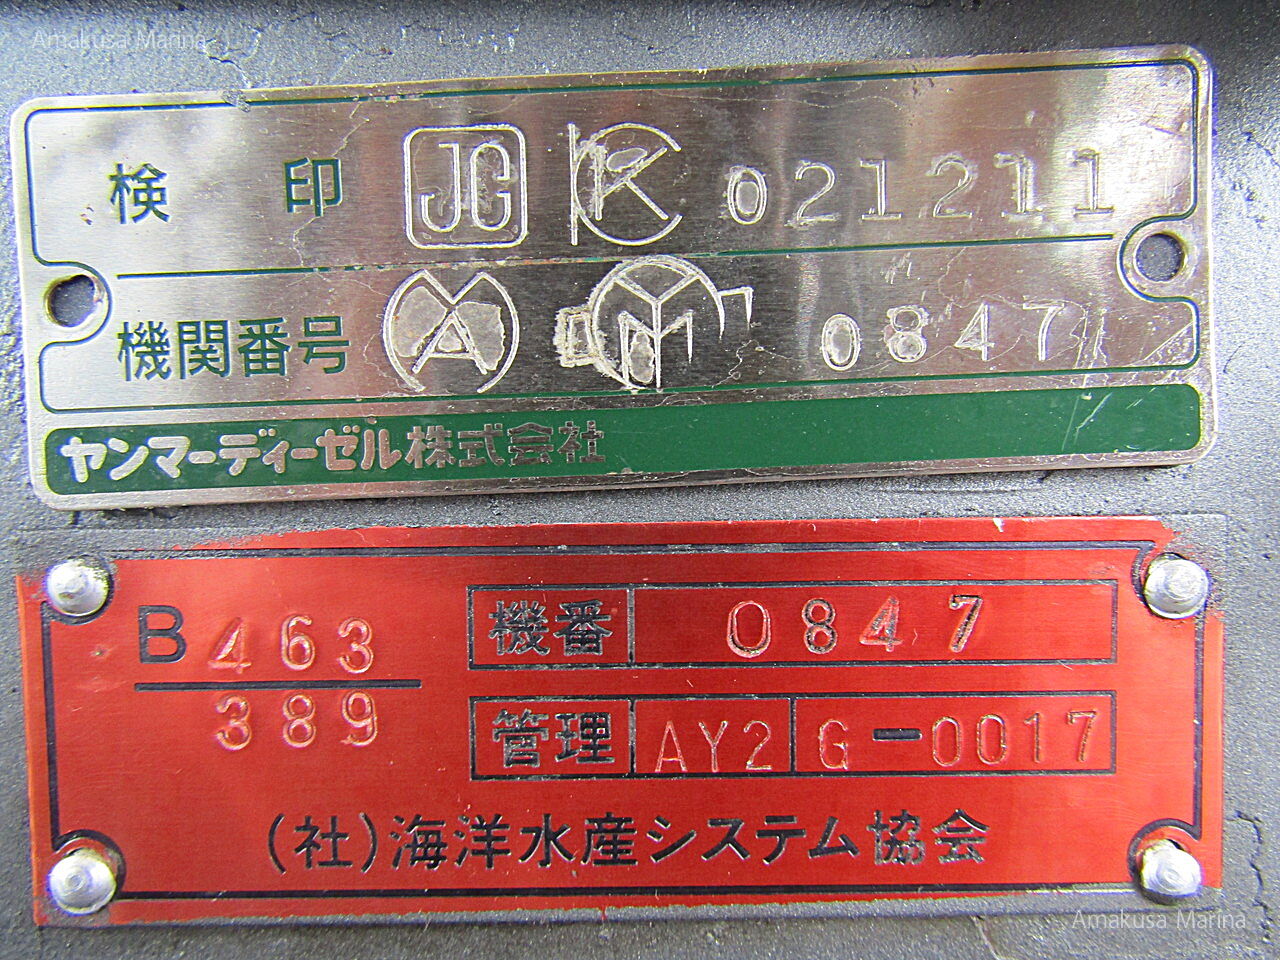 Amakusa Marina
検 印 JG K 021211
機関番号 0847
ヤンマーディーゼル株式会社
B 463
389
機番 0847
管理 AY2 G-0017
(社)海洋水産システム協会
Amakusa Marina